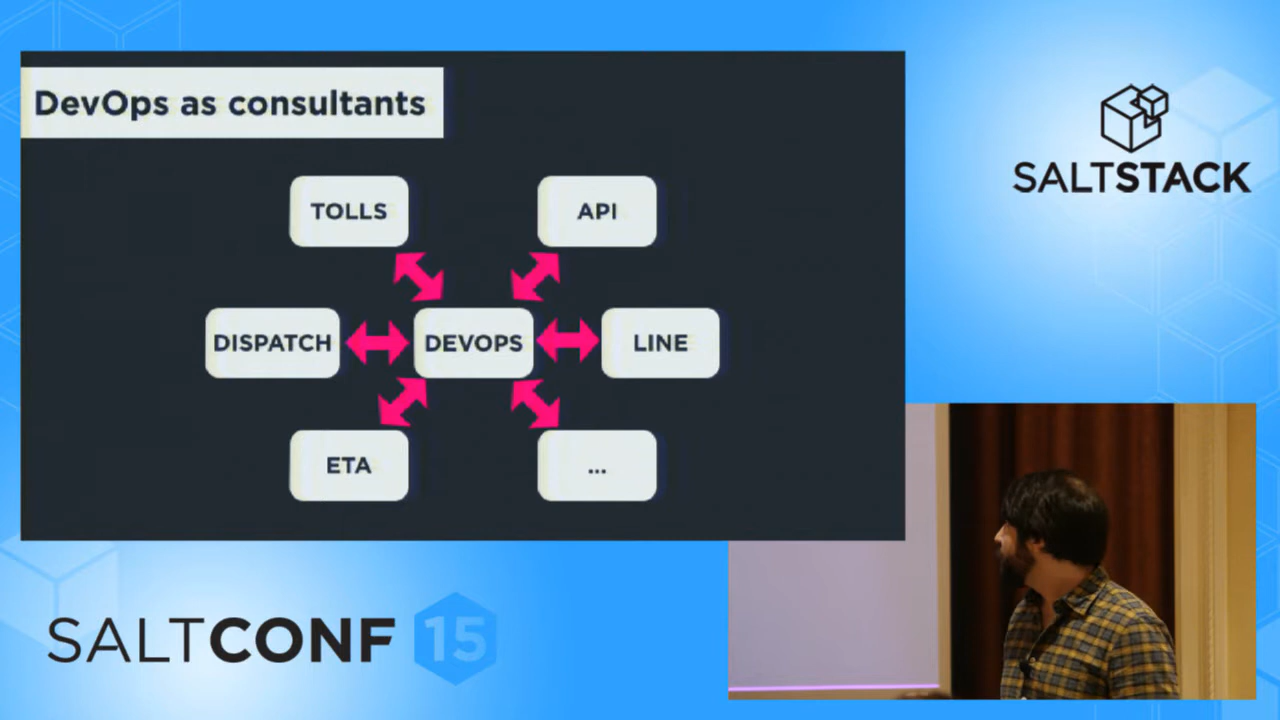 DevOps as consultants
TOLLS
API
DISPATCH
DEVOPS
LINE
ETA
...
SALTSTACK
SALTCONF 15